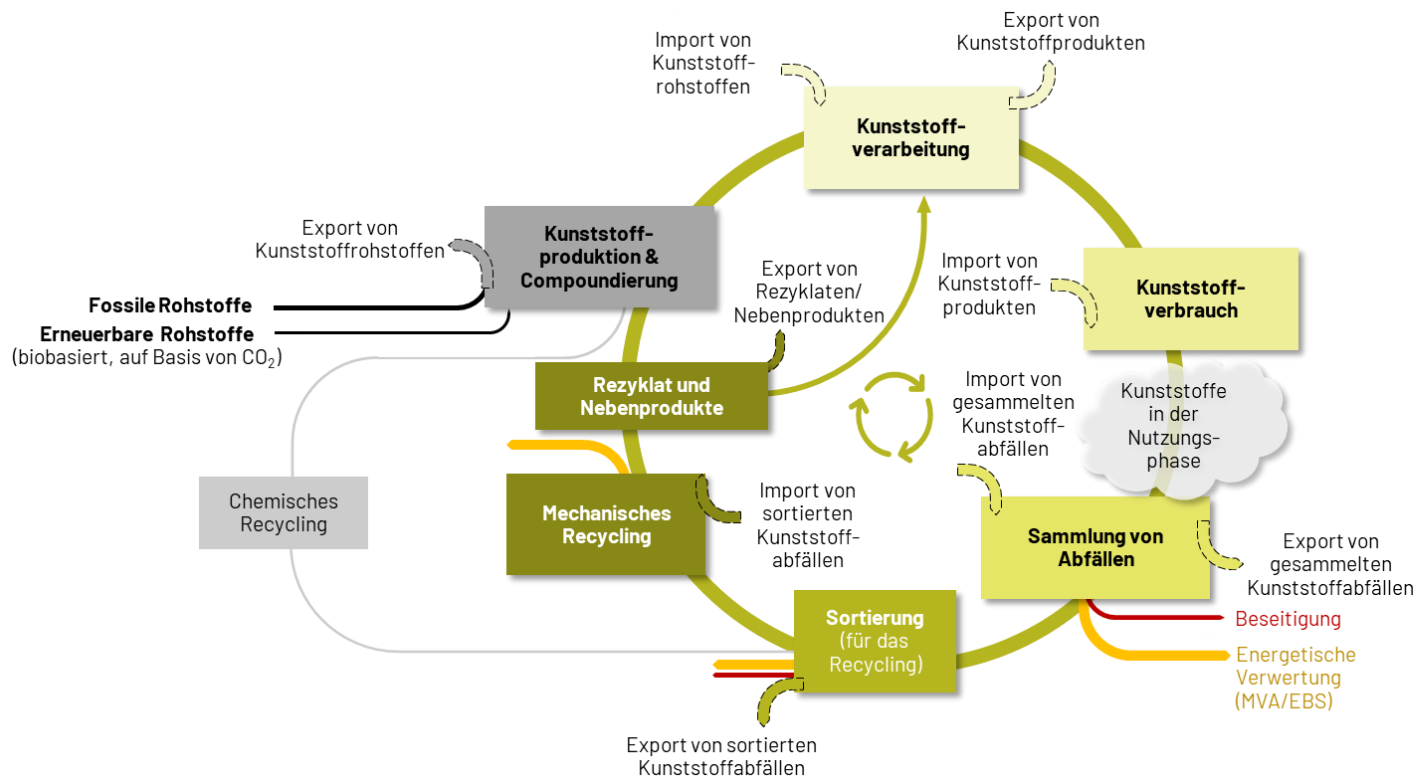 Export von
Kunststoffprodukten
Import von
Kunststoff-
rohstoffen
Kunststoff-
verarbeitung
Export von
Kunststoffrohstoffen
Kunststoff-
produktion &
Compoundierung
Fossile Rohstoffe
Erneuerbare Rohstoffe
(biobasiert, auf Basis von CO₂)
Export von
Rezyklaten/
Nebenprodukten
Import von
Kunststoff-
produkten
Kunststoff-
verbrauch
Rezyklat und
Nebenprodukte
Import von
gesammelten
Kunststoff-
abfällen
Kunststoffe
in der
Nutzungs-
phase
Chemisches
Recycling
Mechanisches
Recycling
Import von
sortierten
Kunststoff-
abfällen
Sammlung von
Abfällen
Export von
gesammelten
Kunststoffabfällen
Sortierung
(für das
Recycling)
Beseitigung
Energetische
Verwertung
(MVA/EBS)
Export von sortierten
Kunststoffabfällen